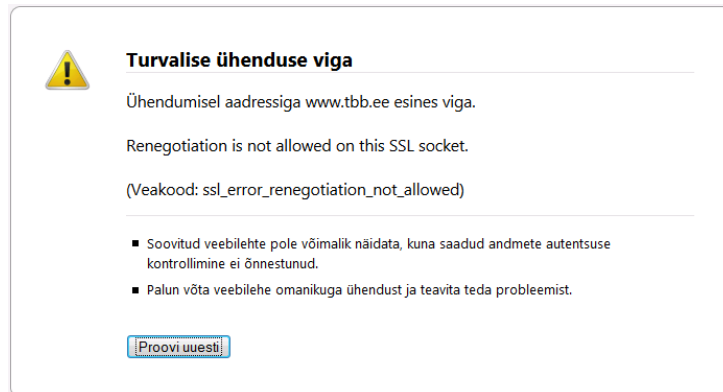 Turvalise ühenduse viga
Ühendumisel aadressiga www.tbb.ee esines viga.
Renegotiation is not allowed on this SSL socket.
(Veakood: ssl_error_renegotiation_not_allowed)
Soovitud veebilehte pole võimalik näidata, kuna saadud andmete autentsuse
kontrollimine ei õnnestunud.
Palun võta veebilehe omanikuga ühendust ja teavita teda probleemist.
Proovi uuesti